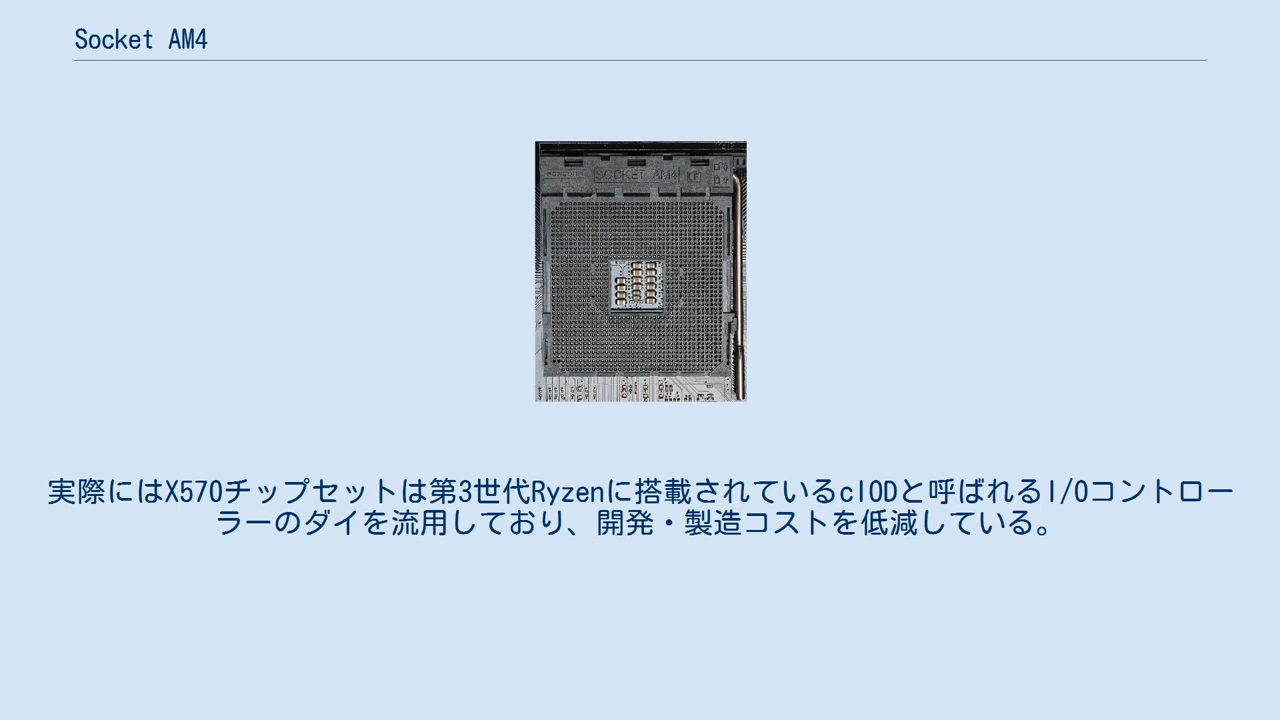 Socket AM4
SOCKET AM4
実際にはX570チップセットは第3世代Ryzenに搭載されているcIODと呼ばれるI/Oコントロー
ラーのダイを流用しており、開発・製造コストを低減している。